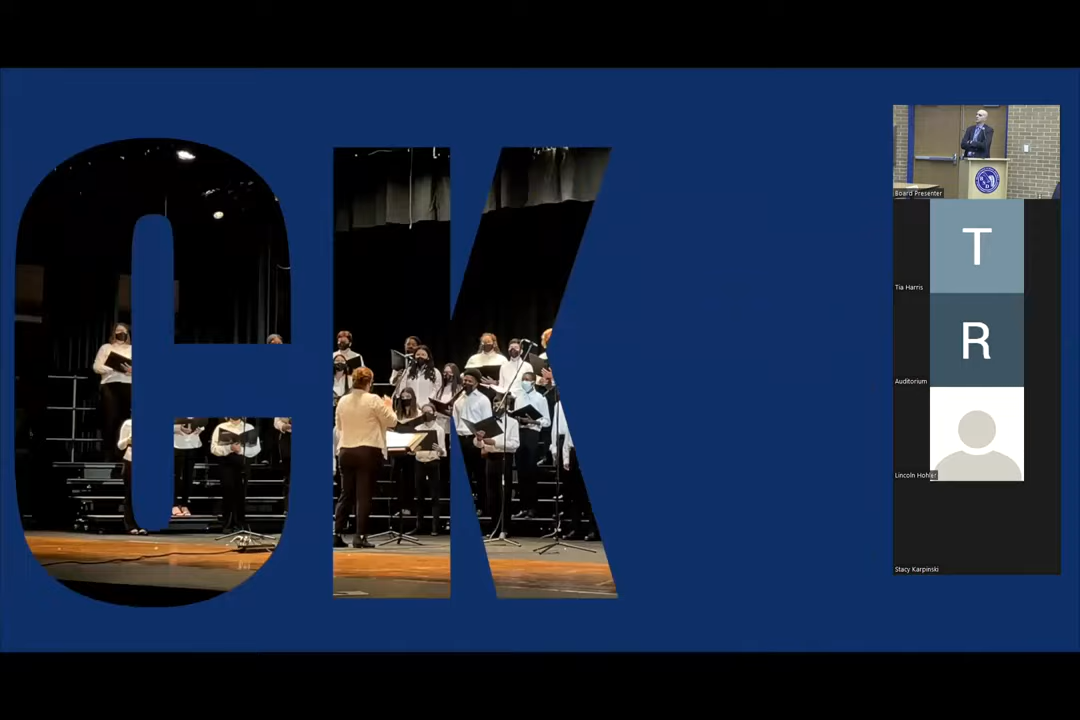 CK
Board Presenter
T
Tia Harris
R
Auditorium
Lincoln Hohler
Stacy Karpinski